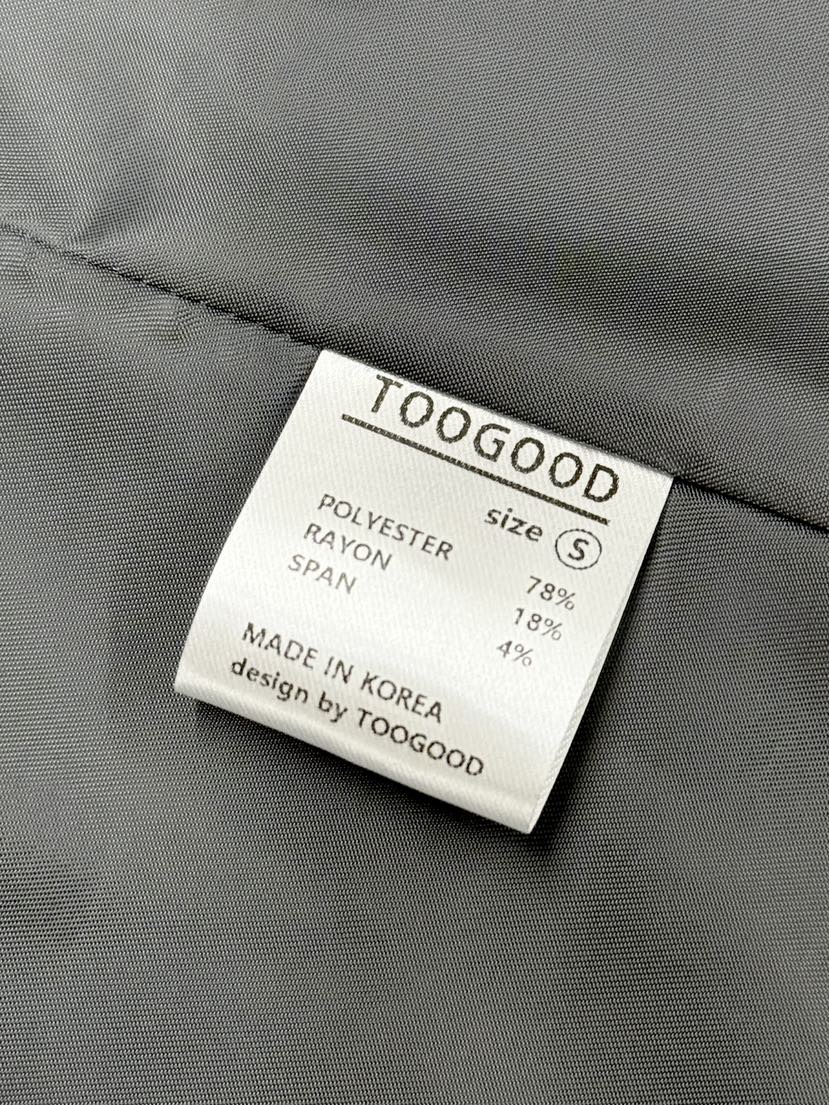 TOOGOOD
size S
POLYESTER 78%
RAYON 18%
SPAN 4%
MADE IN KOREA
design by TOOGOOD